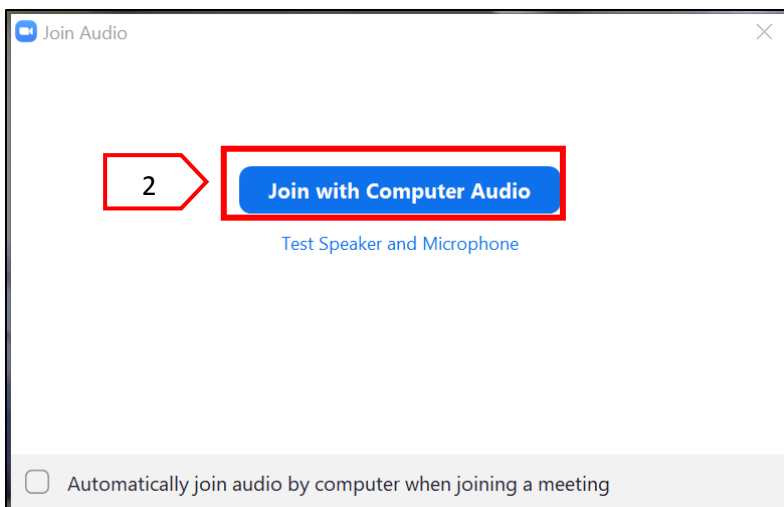 Join Audio
2
Join with Computer Audio
Test Speaker and Microphone
Automatically join audio by computer when joining a meeting